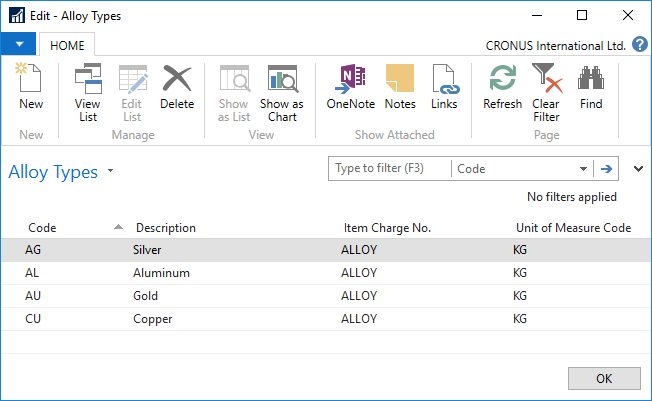 Edit - Alloy Types
HOME
CRONUS International Ltd.
New
View List
Edit List
Delete
Show as List
Show as Chart
OneNote
Notes
Links
Refresh
Clear Filter
Find
New
Manage
View
Show Attached
Page
Alloy Types
Type to filter (F3)
Code
No filters applied
Code Description Item Charge No. Unit of Measure Code
AG Silver ALLOY KG
AL Aluminum ALLOY KG
AU Gold ALLOY KG
CU Copper ALLOY KG
OK